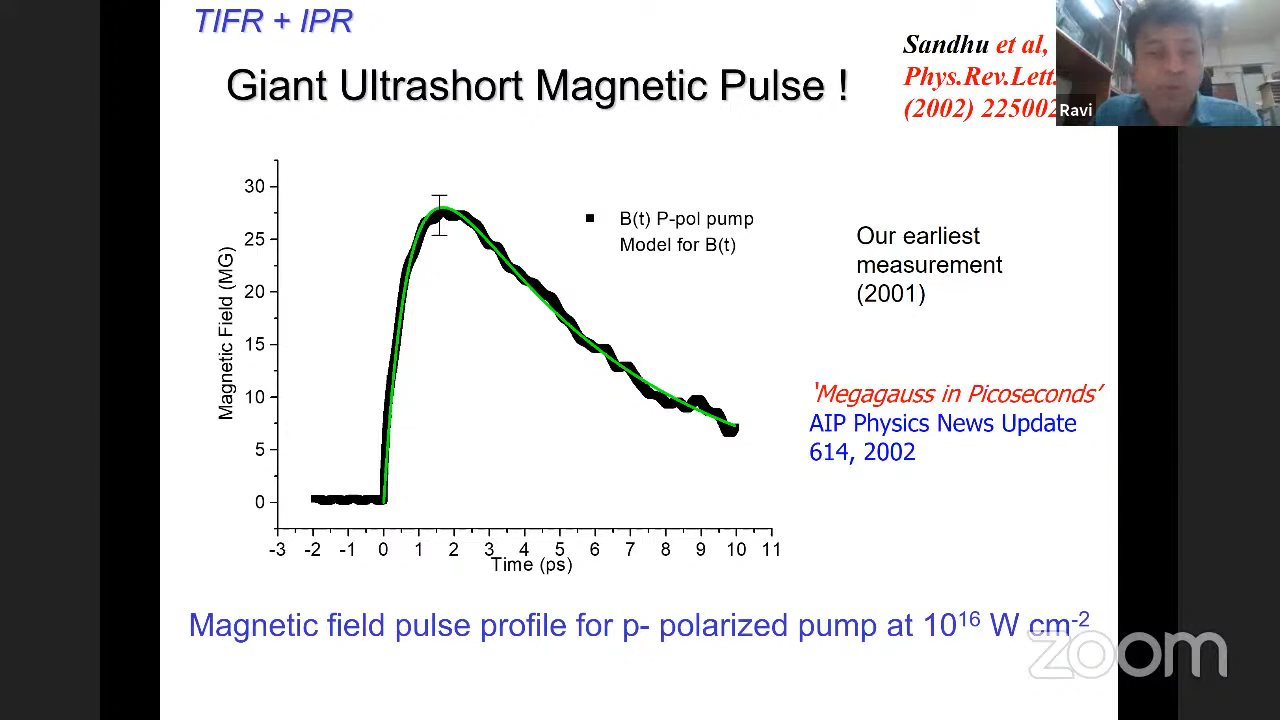 TIFR + IPR
Giant Ultrashort Magnetic Pulse !
Sandhu et al,
Phys.Rev.Lett.
(2002) 225002
Ravi
30
25
20
15
10
5
0
Magnetic Field (MG)
B(t) P-pol pump
Model for B(t)
-3 -2 -1 0 1 2 3 4 5 6 7 8 9 10 11
Time (ps)
Our earliest
measurement
(2001)
‘Megagauss in Picoseconds’
AIP Physics News Update
614, 2002
Magnetic field pulse profile for p- polarized pump at 10¹⁶ W cm⁻²
zoom